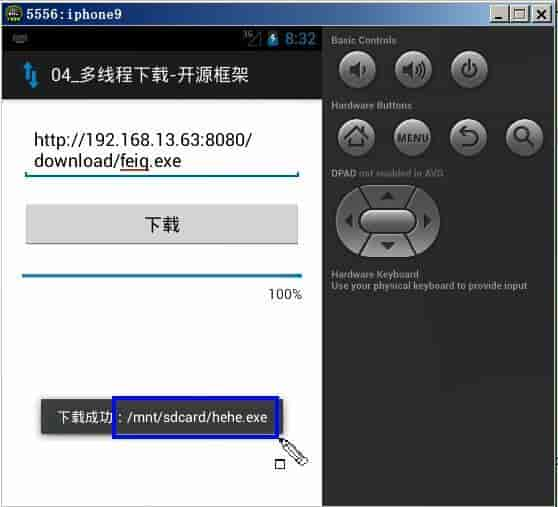 5556:iphone9
3G
8:32
04_多线程下载-开源框架
http://192.168.13.63:8080/
download/feiq.exe
下载
100%
下载成功：/mnt/sdcard/hehe.exe
Basic Controls
Hardware Buttons
MENU
DPAD not enabled in AVD
Hardware Keyboard
Use your physical keyboard to provide input